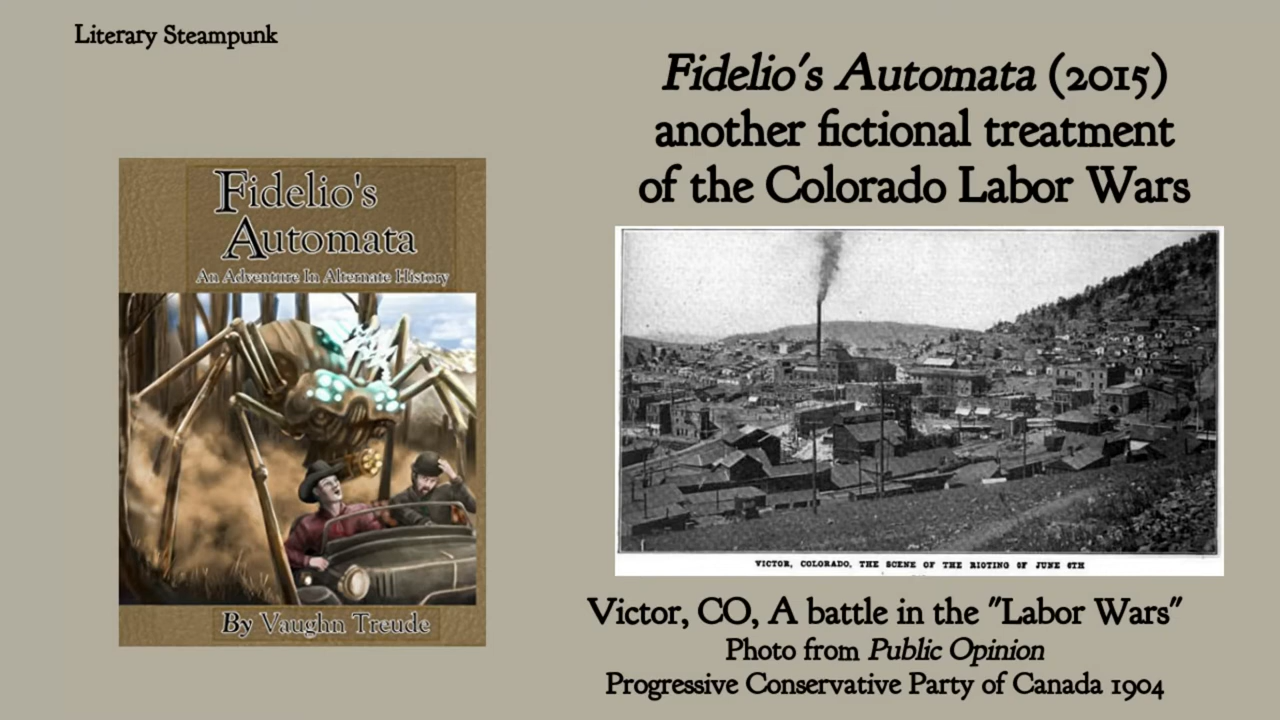 Literary Steampunk
Fidelio's Automata (2015)
another fictional treatment
of the Colorado Labor Wars
Fidelio's
Automata
An Adventure In Alternate History
By Vaughn Treude
VICTOR, COLORADO, THE SCENE OF THE RIOTING OF JUNE 6TH
Victor, CO, A battle in the "Labor Wars"
Photo from Public Opinion
Progressive Conservative Party of Canada 1904